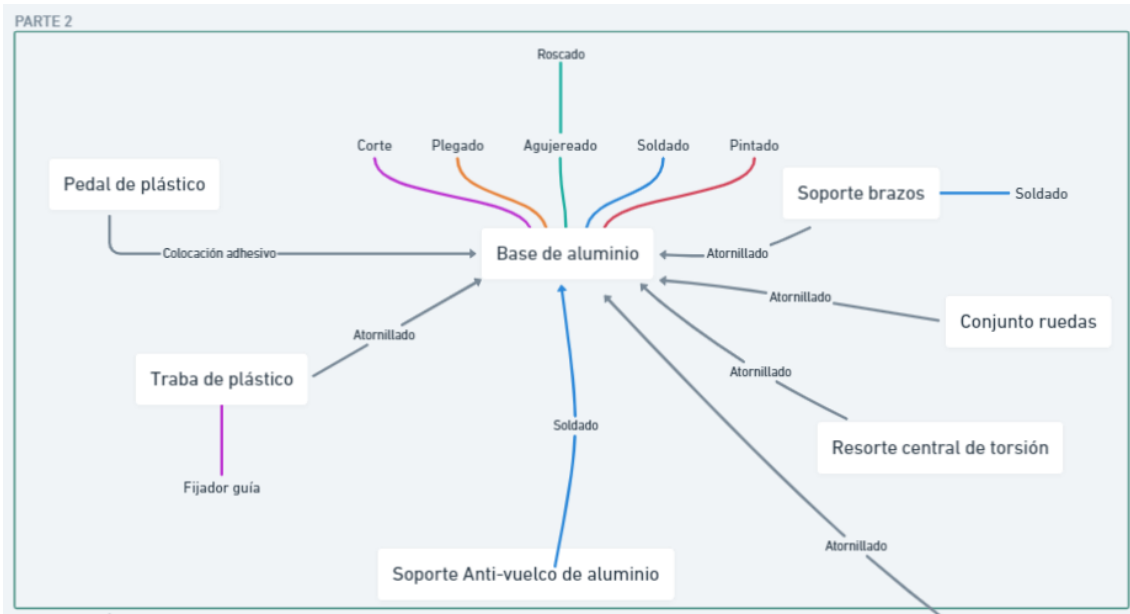 PARTE 2
Roscado
Corte
Plegado
Agujereado
Soldado
Pintado
Pedal de plástico
Soporte brazos
Soldado
Colocación adhesivo
Base de aluminio
Atornillado
Atornillado
Conjunto ruedas
Atornillado
Traba de plástico
Atornillado
Soldado
Resorte central de torsión
Fijador guía
Atornillado
Soporte Anti-vuelco de aluminio